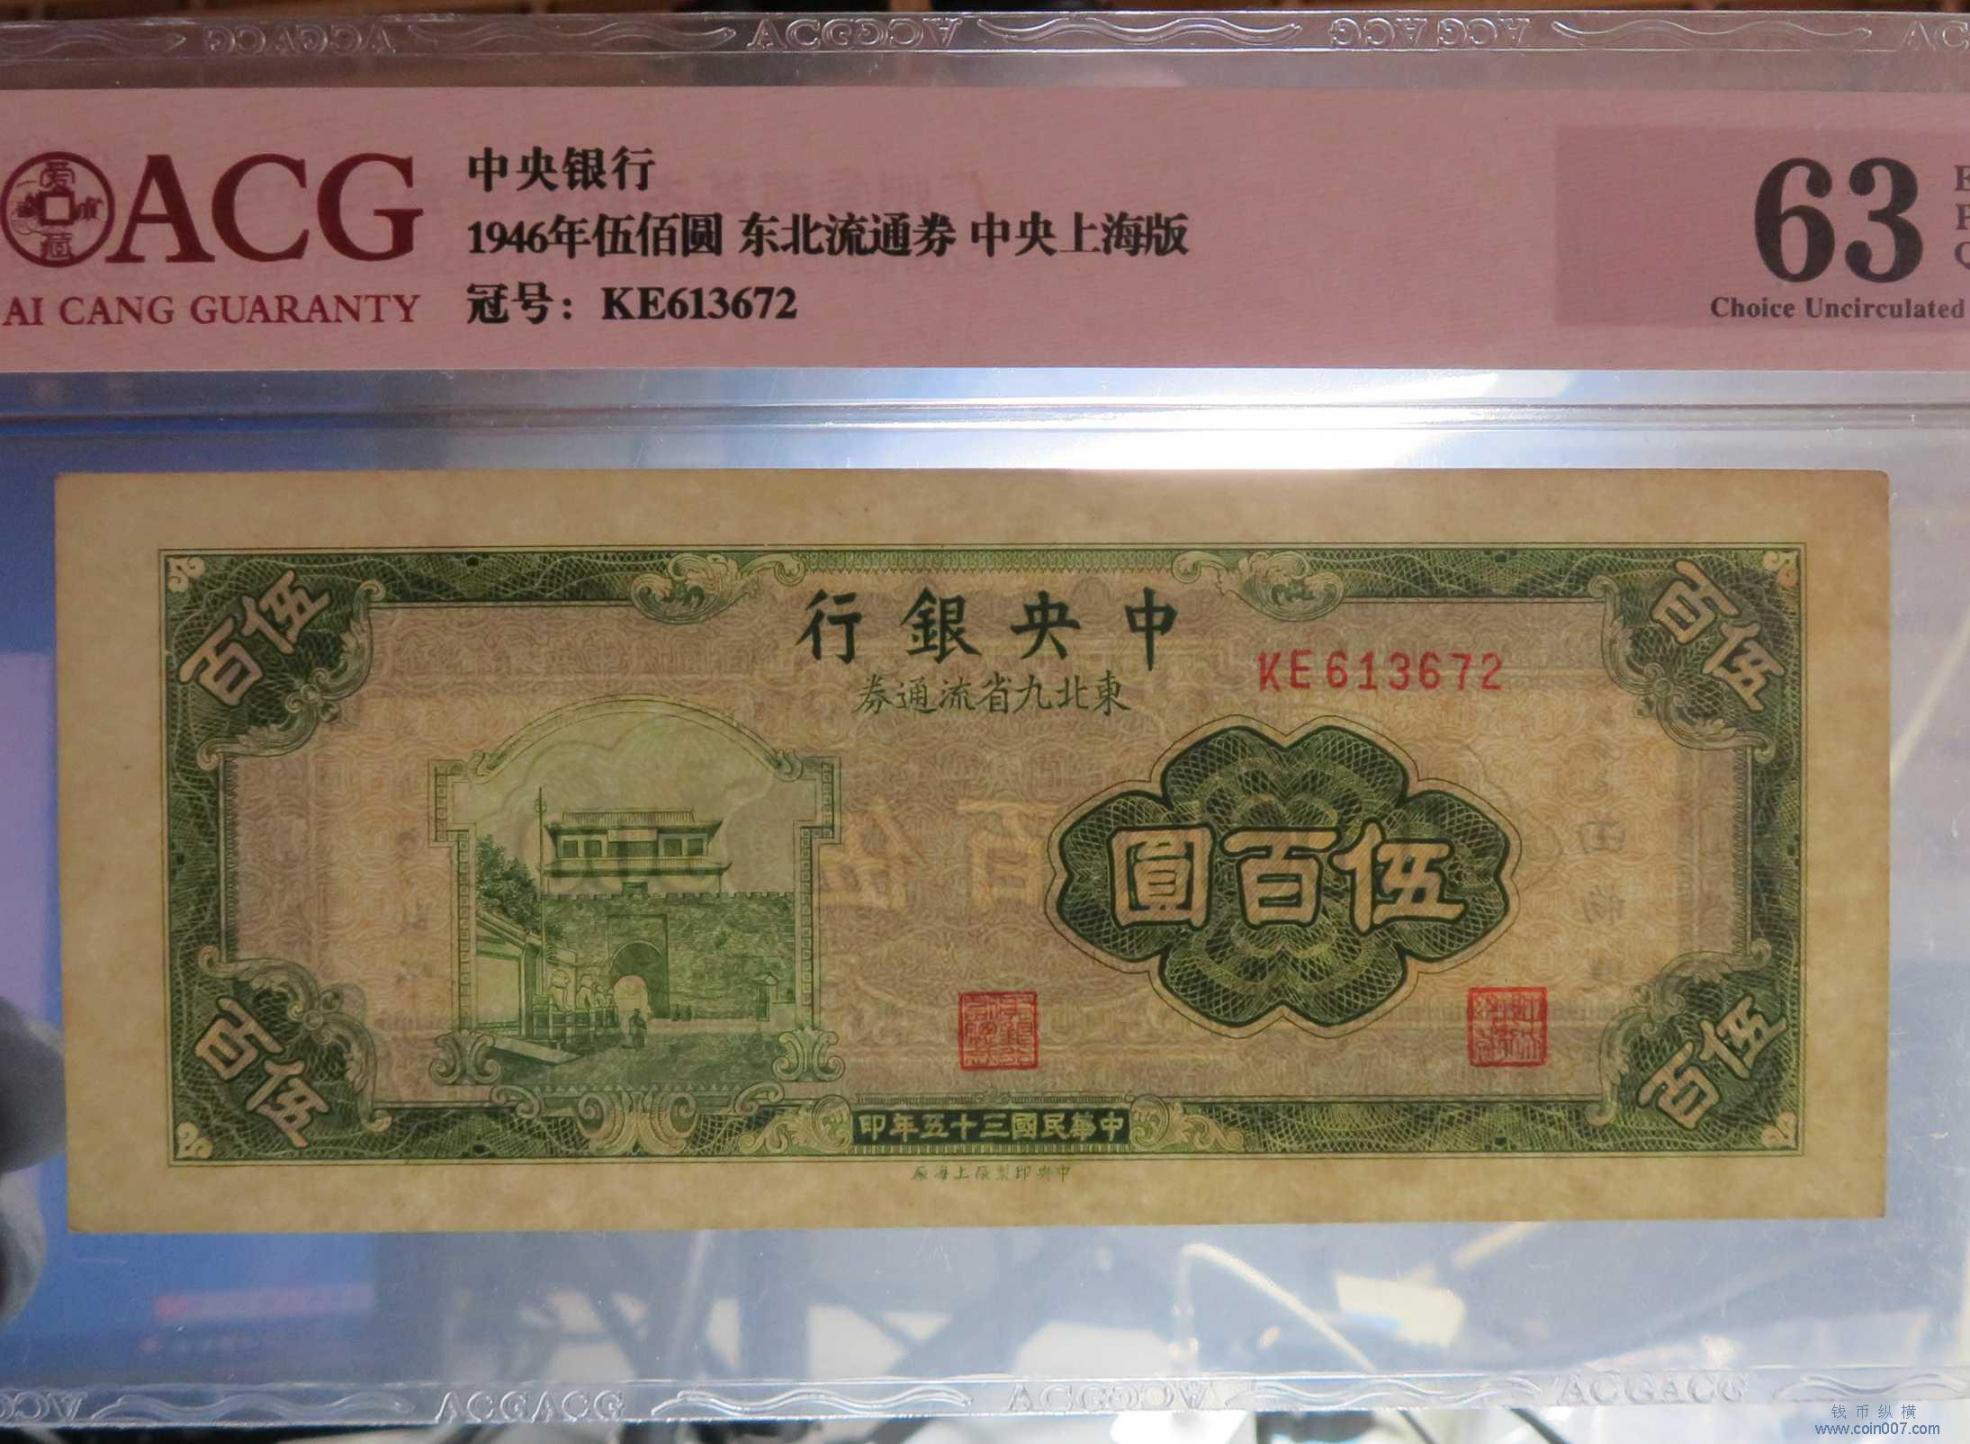 ACG
AI CANG GUARANTY
中央银行
1946年伍佰圆 东北流通券 中央上海版
冠号：KE613672
63
Choice Uncirculated
E
P
Q
伍百
伍百
行銀央中
券通流省九北東
KE613672
圓百伍
印年五十三國民華中
伍百
伍百
廠海上廠製印央中
ACGACG
ACGACG
钱币纵横
www.coin007.com